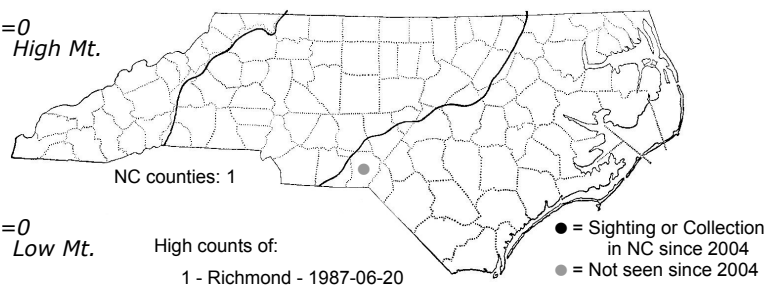 =0
High Mt.
NC counties: 1
=0
Low Mt.
High counts of:
1 - Richmond - 1987-06-20
● = Sighting or Collection
in NC since 2004
● = Not seen since 2004